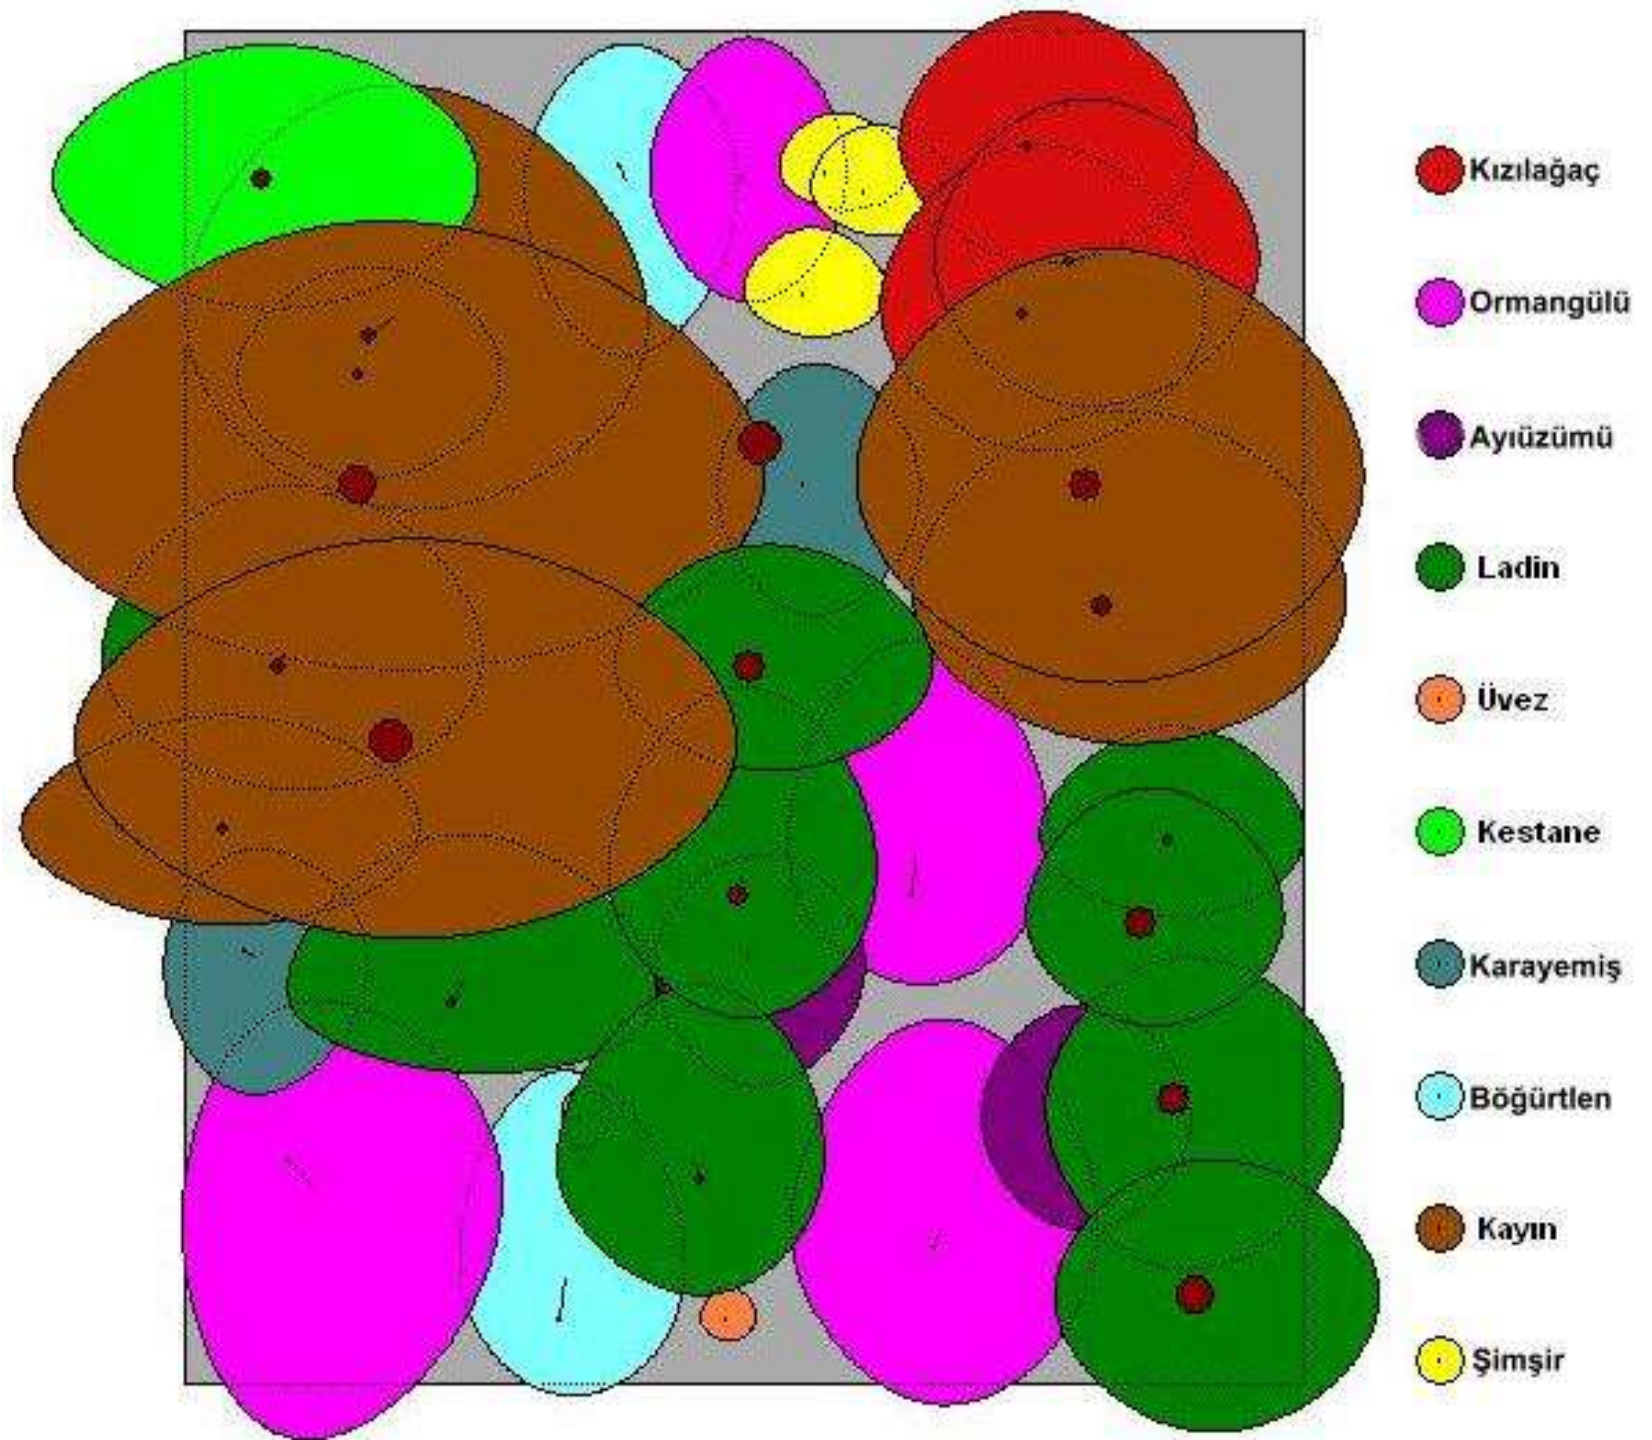 Kızılağaç
Ormangülü
Ayıüzümü
Ladin
Üvez
Kestane
Karayemiş
Böğürtlen
Kayın
Şimşir